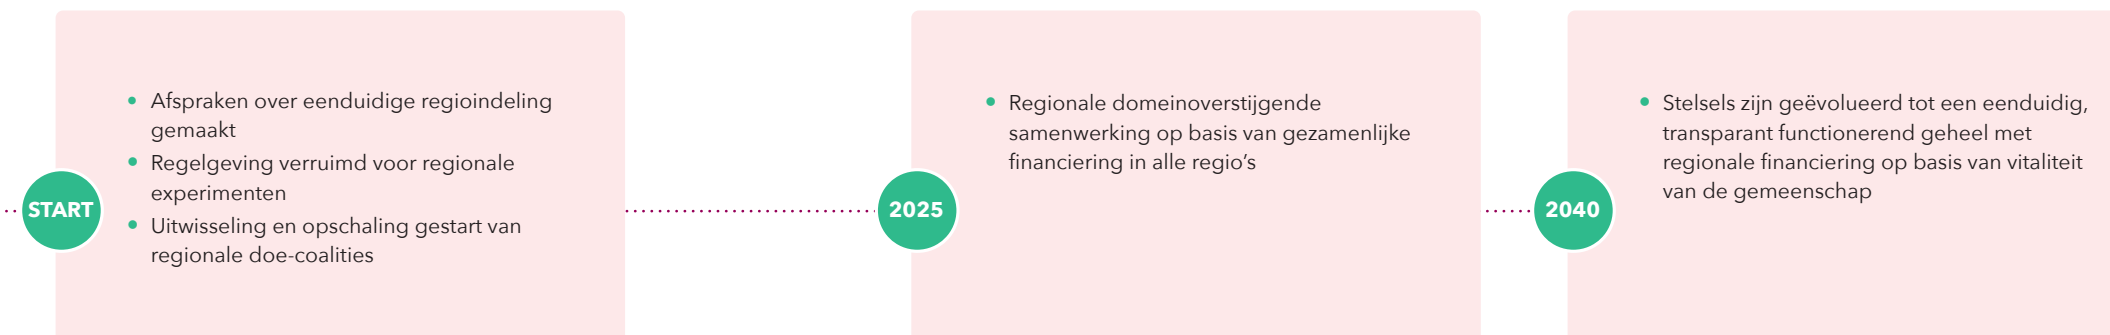 START
• Afspraken over eenduidige regioindeling
gemaakt
• Regelgeving verruimd voor regionale
experimenten
• Uitwisseling en opschaling gestart van
regionale doe-coalities
2025
• Regionale domeinoverstijgende
samenwerking op basis van gezamenlijke
financiering in alle regio's
2040
• Stelsels zijn geëvolueerd tot een eenduidig,
transparant functionerend geheel met
regionale financiering op basis van vitaliteit
van de gemeenschap